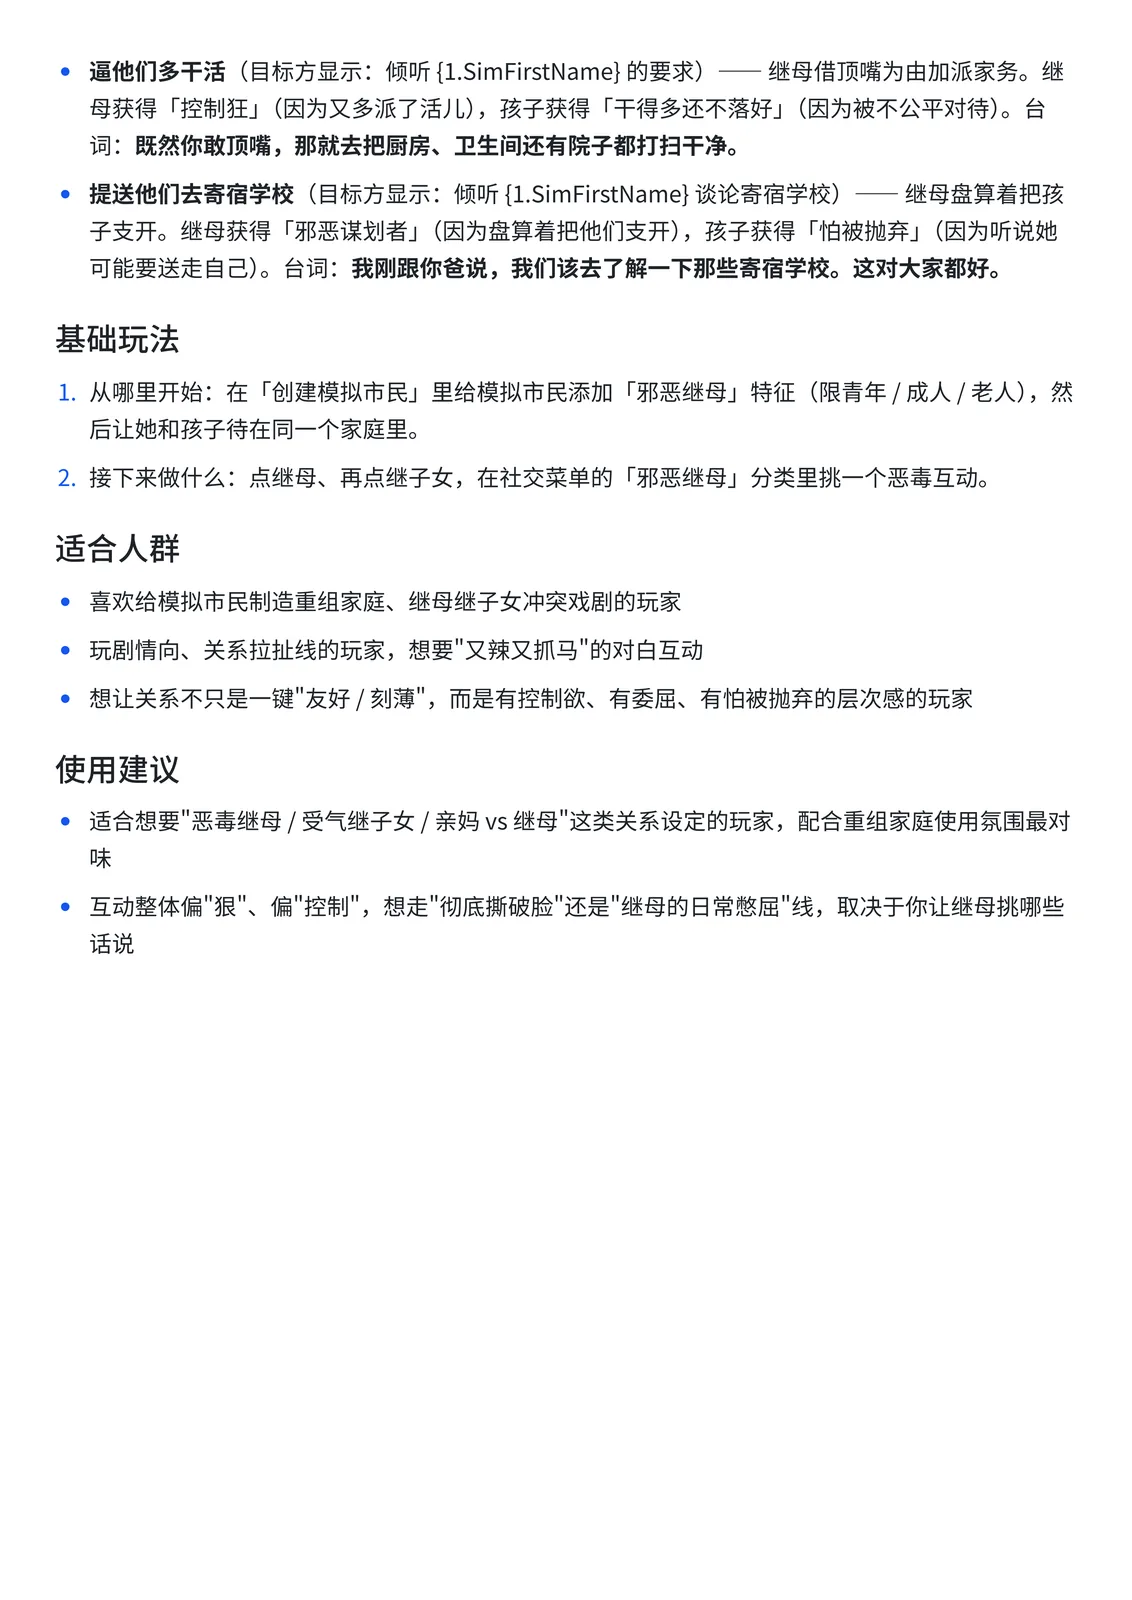 • 逼他们多干活（目标方显示：倾听 {1.SimFirstName} 的要求）—— 继母借顶嘴为由加派家务。继
母获得「控制狂」（因为又多派了活儿），孩子获得「干得多还不落好」（因为被不公平对待）。台
词：既然你敢顶嘴，那就去把厨房、卫生间还有院子都打扫干净。
• 提送他们去寄宿学校（目标方显示：倾听 {1.SimFirstName} 谈论寄宿学校）—— 继母盘算着把孩
子支开。继母获得「邪恶谋划者」（因为盘算着把他们支开），孩子获得「怕被抛弃」（因为听说她
可能要送走自己）。台词：我刚跟你爸说，我们该去了解一下那些寄宿学校。这对大家都好。
基础玩法
1. 从哪里开始：在「创建模拟市民」里给模拟市民添加「邪恶继母」特征（限青年 / 成人 / 老人），然
后让她和孩子待在同一个家庭里。
2. 接下来做什么：点继母、再点继子女，在社交菜单的「邪恶继母」分类里挑一个恶毒互动。
适合人群
• 喜欢给模拟市民制造重组家庭、继母继子女冲突戏剧的玩家
• 玩剧情向、关系拉扯线的玩家，想要"又辣又抓马"的对白互动
• 想让关系不只是一键"友好 / 刻薄"，而是有控制欲、有委屈、有怕被抛弃的层次感的玩家
使用建议
• 适合想要"恶毒继母 / 受气继子女 / 亲妈 vs 继母"这类关系设定的玩家，配合重组家庭使用氛围最对
味
• 互动整体偏"狠"、偏"控制"，想走"彻底撕破脸"还是"继母的日常憋屈"线，取决于你让继母挑哪些
话说